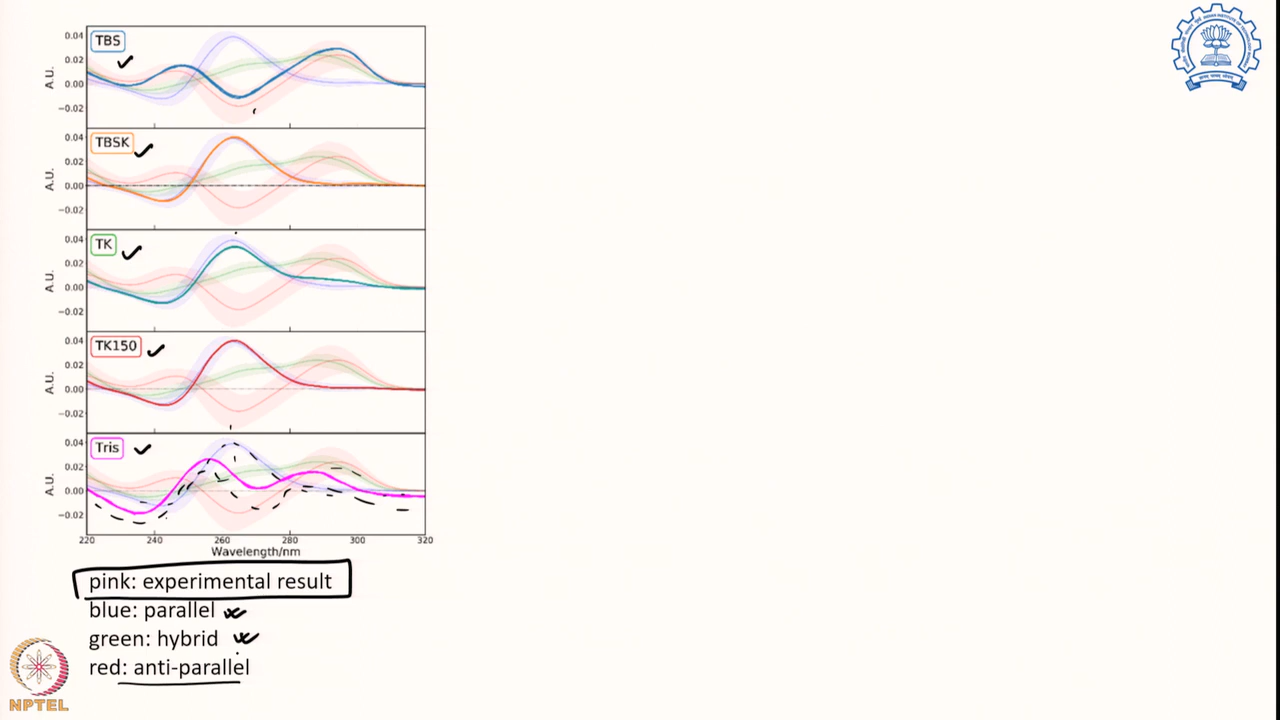 TBS
0.04
0.02
0.00
−0.02
A.U.
TBSK
0.04
0.02
0.00
−0.02
A.U.
TK
0.04
0.02
0.00
−0.02
A.U.
TK150
0.04
0.02
0.00
−0.02
A.U.
Tris
0.04
0.02
0.00
−0.02
A.U.
220 240 260 280 300 320
Wavelength/nm
pink: experimental result
blue: parallel
green: hybrid
red: anti-parallel
NPTEL